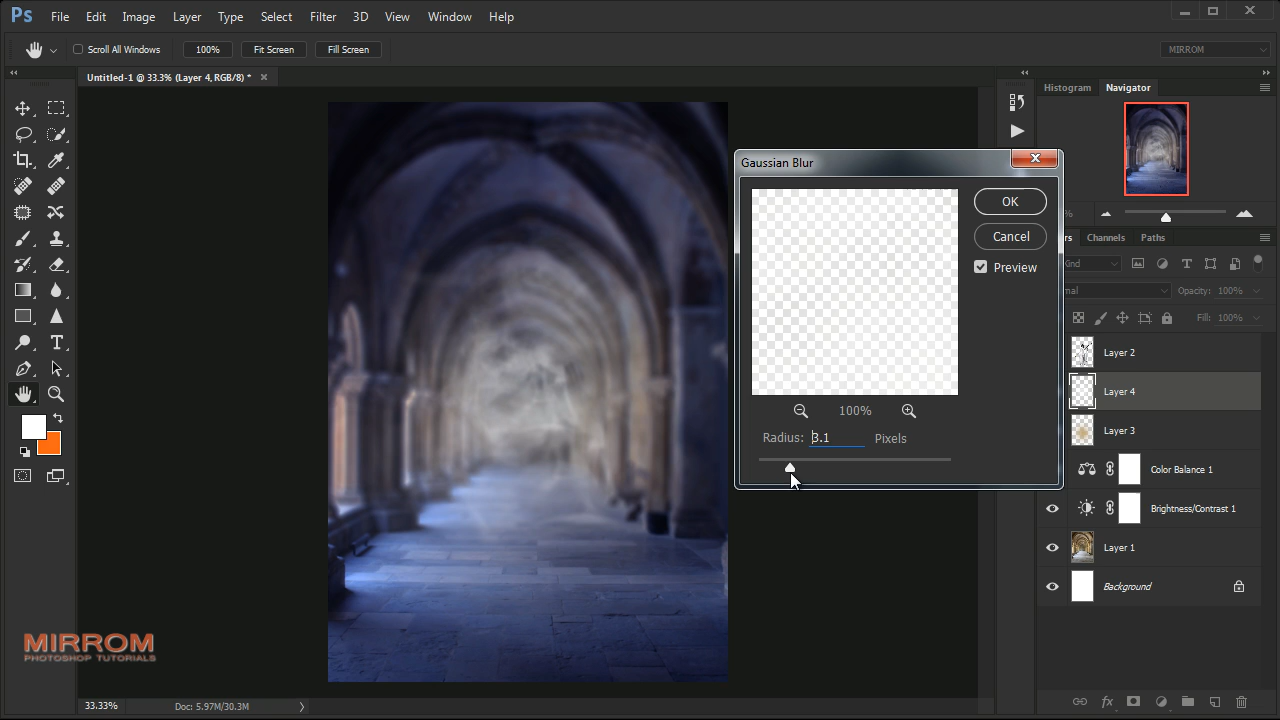 Ps File Edit Image Layer Type Select Filter 3D View Window Help
Scroll All Windows 100% Fit Screen Fill Screen MIRROM
Untitled-1 @ 33.3% (Layer 4, RGB/8) *
Histogram Navigator
Gaussian Blur
OK
Cancel
Preview
100%
Radius: 3.1 Pixels
%
Channels Paths
Opacity: 100%
Fill: 100%
Layer 2
Layer 4
Layer 3
Color Balance 1
Brightness/Contrast 1
Layer 1
Background
fx
MIRROM
PHOTOSHOP TUTORIALS
33.33% Doc: 5.97M/30.3M